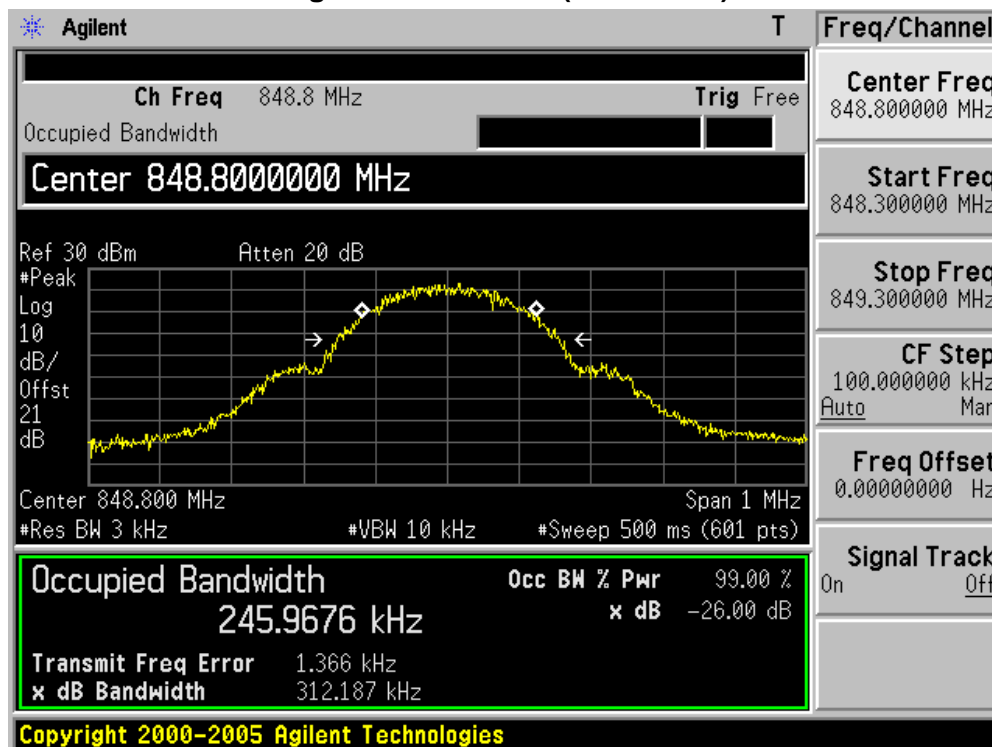 Agilent T Freq/Channel
Ch Freq 848.8 MHz Trig Free
Occupied Bandwidth
Center 848.8000000 MHz
Ref 30 dBm Atten 20 dB
#Peak
Log
10
dB/
Offst
21
dB
Center 848.800 MHz Span 1 MHz
#Res BW 3 kHz #VBW 10 kHz #Sweep 500 ms (601 pts)
Occupied Bandwidth Occ BW % Pwr 99.00 %
245.9676 kHz x dB -26.00 dB
Transmit Freq Error 1.366 kHz
x dB Bandwidth 312.187 kHz
Copyright 2000-2005 Agilent Technologies
Center Freq
848.800000 MHz
Start Freq
848.300000 MHz
Stop Freq
849.300000 MHz
CF Step
100.000000 kHz
Auto Man
Freq Offset
0.00000000 Hz
Signal Track
On Off